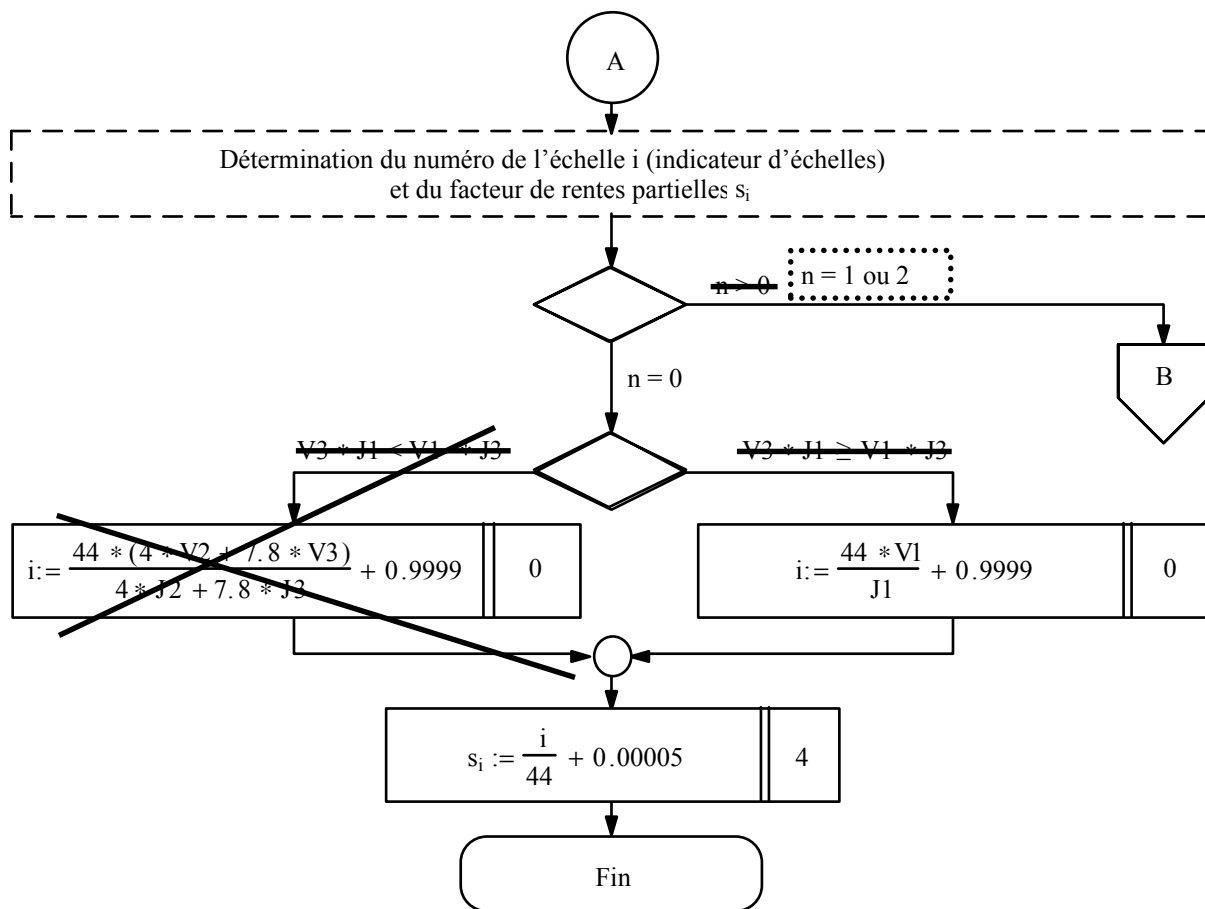 A
Détermination du numéro de l’échelle i (indicateur d’échelles)
et du facteur de rentes partielles si
n > 0
n = 1 ou 2
B
n = 0
V3 * J1 < V1 * J3
V3 * J1 ≥ V1 * J3
i:= 44 * (4 * V2 + 7.8 * V3) / 4 * J2 + 7.8 * J3 + 0.9999
0
i:= 44 * V1 / J1 + 0.9999
0
si := i / 44 + 0.00005
4
Fin